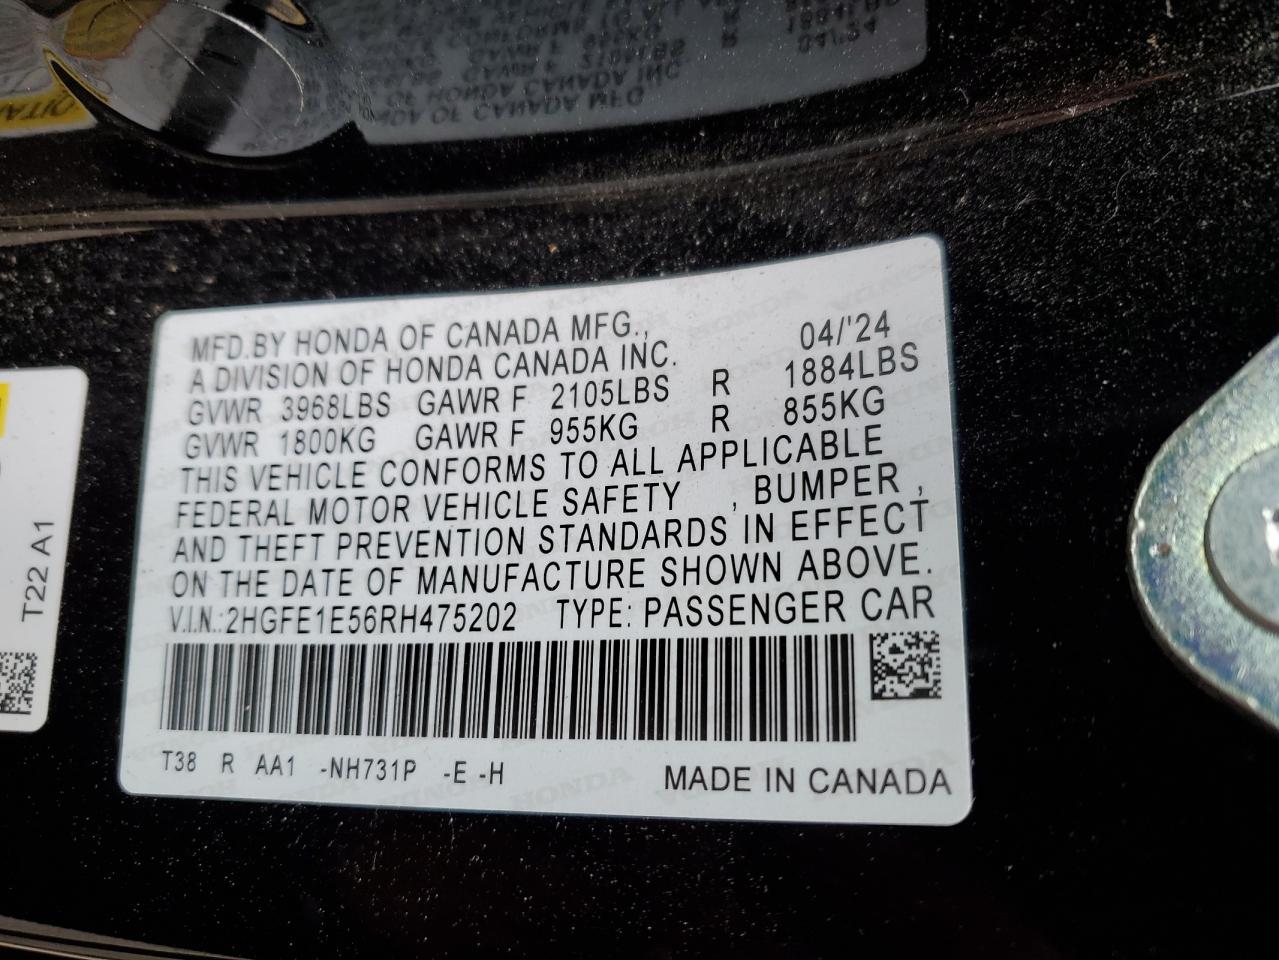 MFD.BY HONDA OF CANADA MFG.,
A DIVISION OF HONDA CANADA INC. 04/'24
GVWR 3968LBS GAWR F 2105LBS R 1884LBS
GVWR 1800KG GAWR F 955KG R 855KG
THIS VEHICLE CONFORMS TO ALL APPLICABLE
FEDERAL MOTOR VEHICLE SAFETY , BUMPER ,
AND THEFT PREVENTION STANDARDS IN EFFECT
ON THE DATE OF MANUFACTURE SHOWN ABOVE.
V.I.N.:2HGFE1E56RH475202 TYPE: PASSENGER CAR
T38 R AA1 -NH731P -E -H
MADE IN CANADA
T22 A1